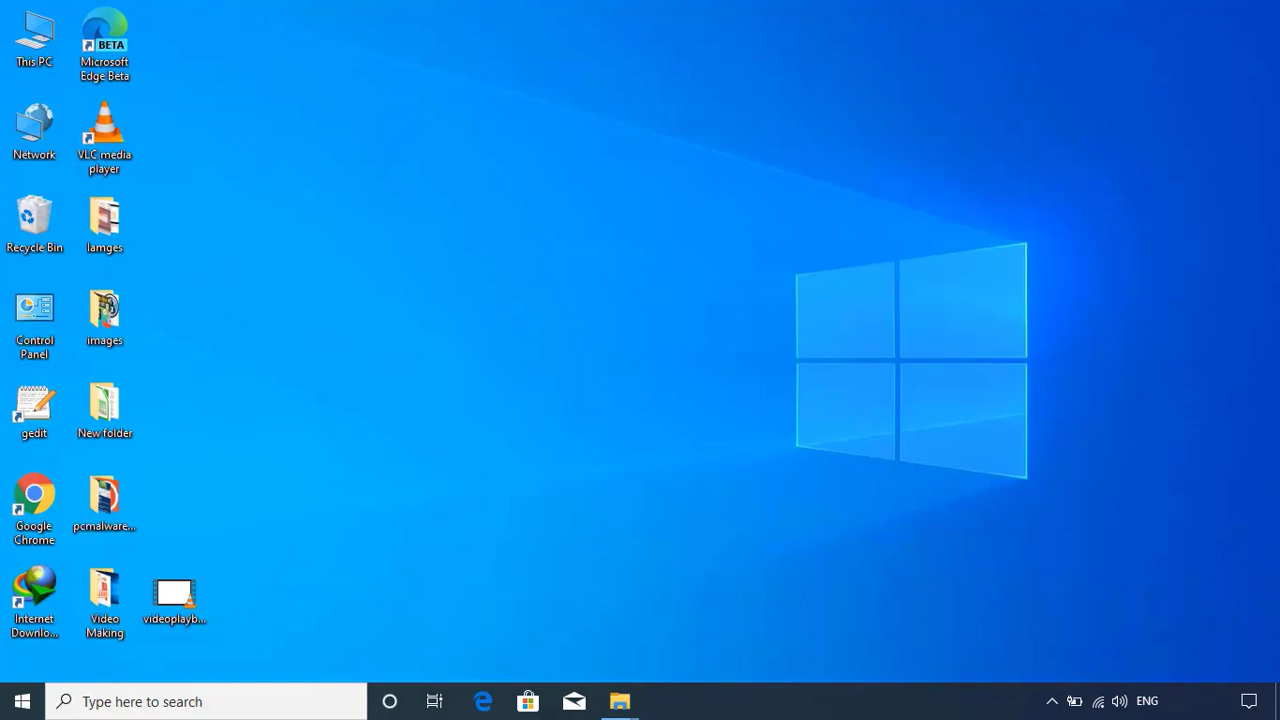 This PC
BETA
Microsoft
Edge Beta
Network
VLC media
player
Recycle Bin
Iamges
Control
Panel
images
gedit
New folder
Google
Chrome
pcmalware...
Internet
Downlo...
Video
Making
videoplayb...
Type here to search
ENG